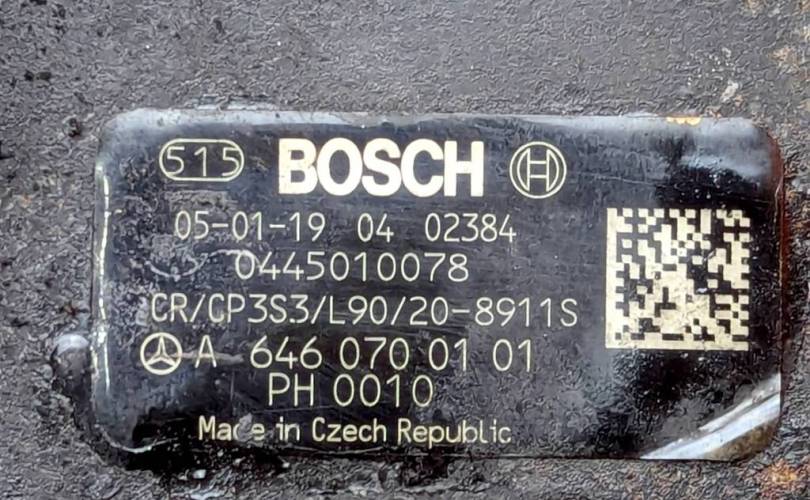 515 BOSCH
05-01-19 04 02384
0445010078
CR/CP3S3/L90/20-8911S
A 646 070 01 01
PH 0010
Made in Czech Republic